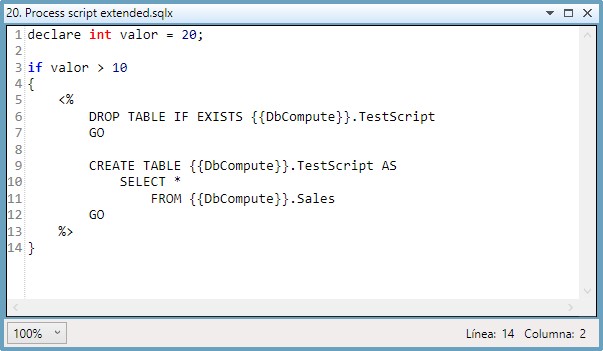 20. Process script extended.sqlx
1 declare int valor = 20;
2
3 if valor > 10
4 {
5     <%
6         DROP TABLE IF EXISTS {{DbCompute}}.TestScript
7         GO
8
9         CREATE TABLE {{DbCompute}}.TestScript AS
10             SELECT *
11                 FROM {{DbCompute}}.Sales
12         GO
13     %>
14 }
100% Línea: 14 Columna: 2